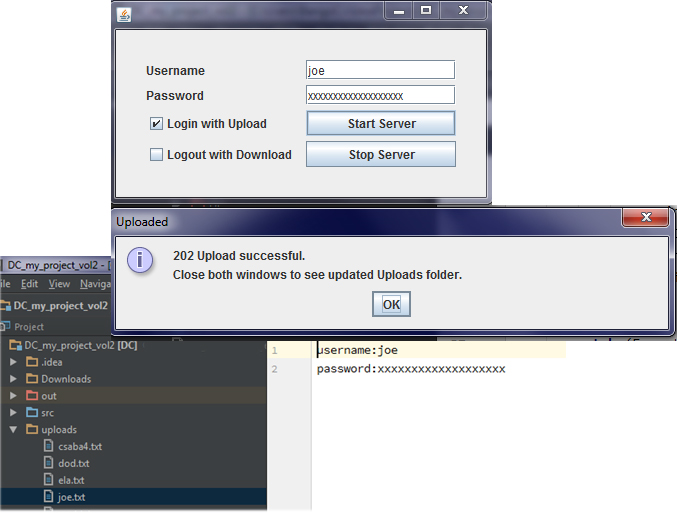 Username
joe
Password
xxxxxxxxxxxxxxxxxxx
Login with Upload
Start Server
Logout with Download
Stop Server
Uploaded
202 Upload successful.
Close both windows to see updated Uploads folder.
OK
DC_my_project_vol2 - [
ile Edit View Naviga
DC_my_project_vol2
Project
DC_my_project_vol2 [DC]
.idea
Downloads
out
src
uploads
csaba4.txt
dod.txt
ela.txt
joe.txt
1 username:joe
2 password:xxxxxxxxxxxxxxxxxxx